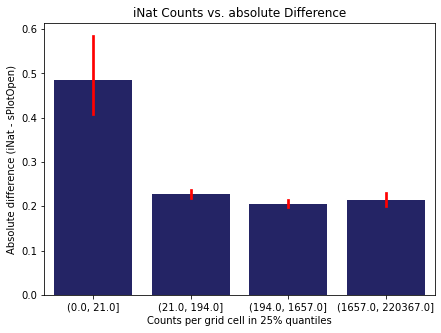 iNat Counts vs. absolute Difference
Absolute difference (iNat - sPlotOpen)
0.6
0.5
0.4
0.3
0.2
0.1
0.0
(0.0, 21.0] (21.0, 194.0] (194.0, 1657.0] (1657.0, 220367.0]
Counts per grid cell in 25% quantiles